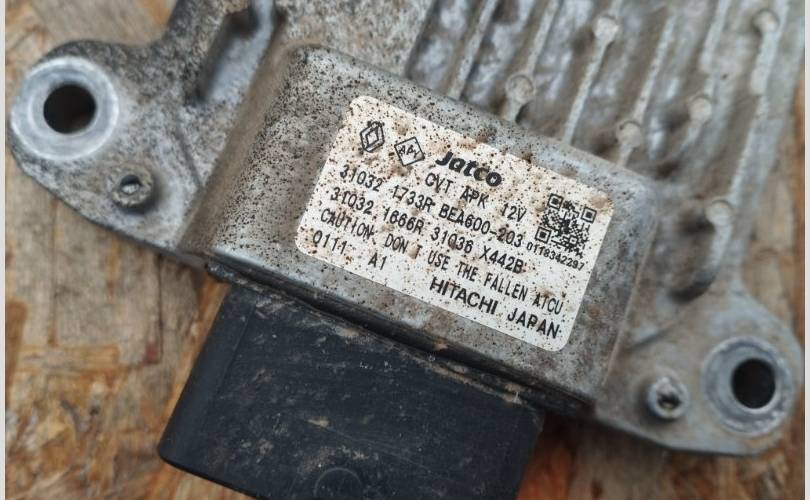 Jatco
CVT APK 12V
31032 1733R BEA600-203
31032 1666R 31036 X442B
0118342297
CAUTION: DON'T USE THE FALLEN ATCU
0111 A1
HITACHI JAPAN